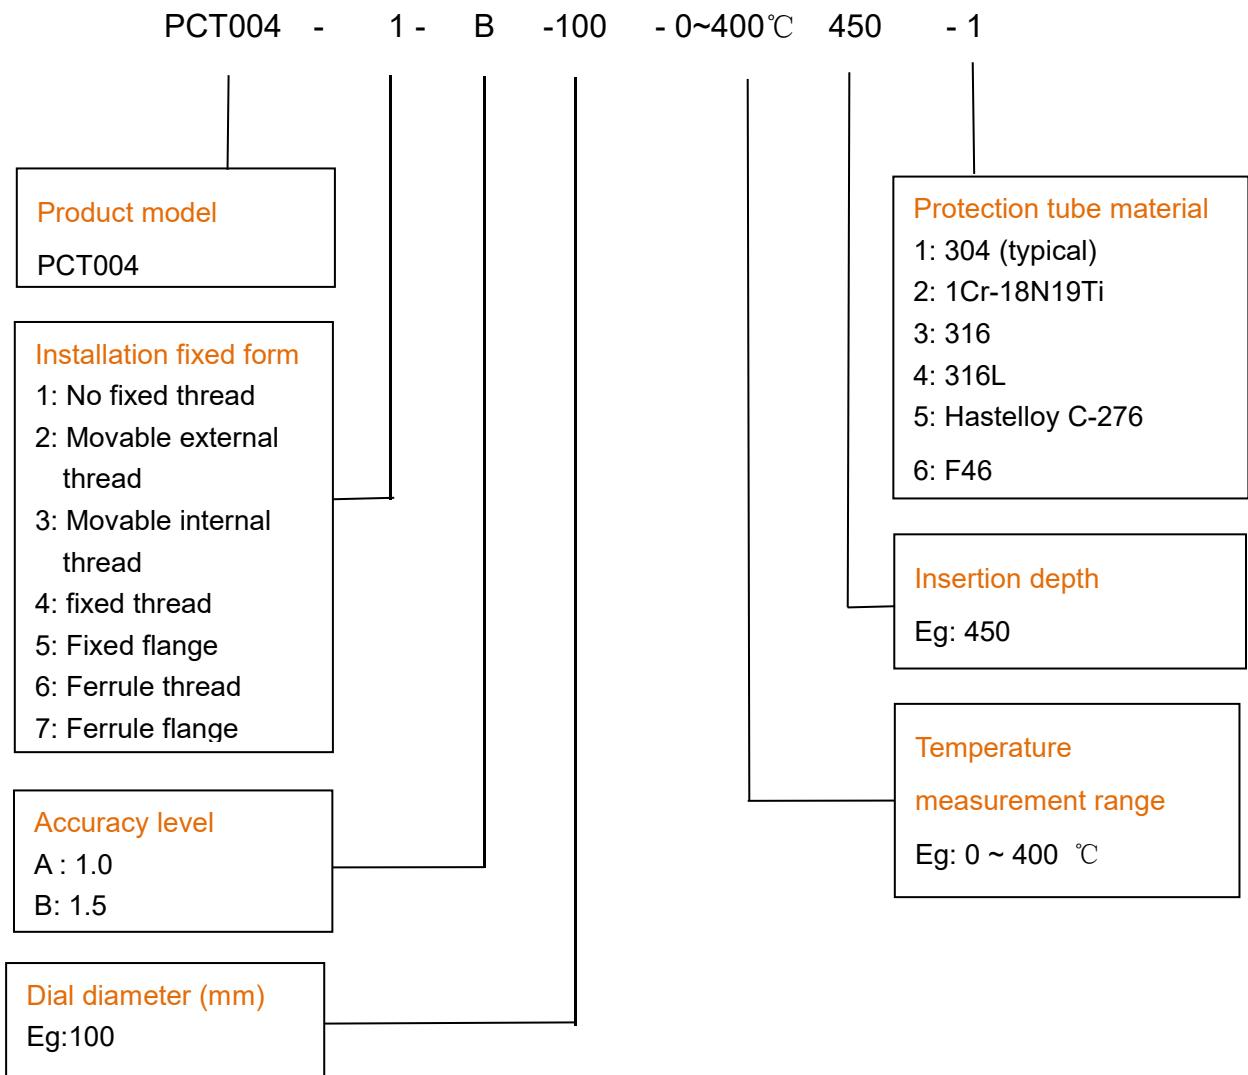 PCT004 - 1 - B -100 - 0~400℃ 450 - 1
Product model
PCT004
Installation fixed form
1: No fixed thread
2: Movable external
thread
3: Movable internal
thread
4: fixed thread
5: Fixed flange
6: Ferrule thread
7: Ferrule flange
Accuracy level
A : 1.0
B: 1.5
Dial diameter (mm)
Eg:100
Protection tube material
1: 304 (typical)
2: 1Cr-18N19Ti
3: 316
4: 316L
5: Hastelloy C-276
6: F46
Insertion depth
Eg: 450
Temperature
measurement range
Eg: 0 ~ 400 ℃